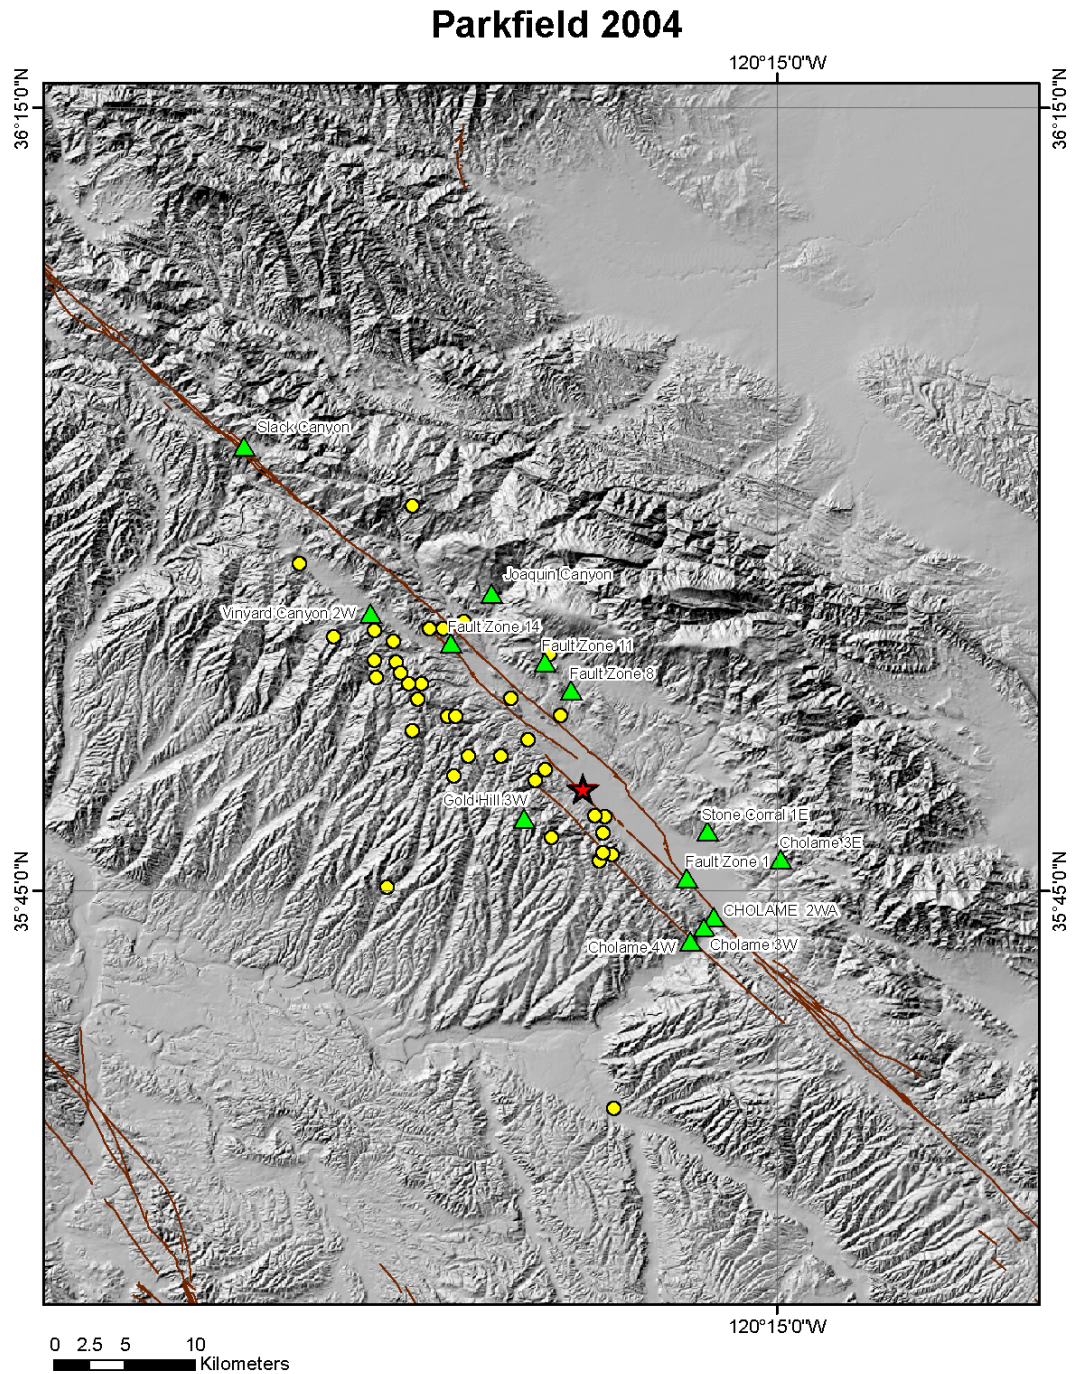 Parkfield 2004
120°15'0"W
36°15'0"N
36°15'0"N
Slack Canyon
Joaquin Canyon
Vinyard Canyon 2W
Fault Zone 14
Fault Zone 11
Fault Zone 8
Gold Hill 3W
Stone Corral 1E
Cholame 3E
Fault Zone 1
35°45'0"N
35°45'0"N
CHOLAME 2WA
Cholame 3W
Cholame 4W
120°15'0"W
0 2.5 5 10
Kilometers